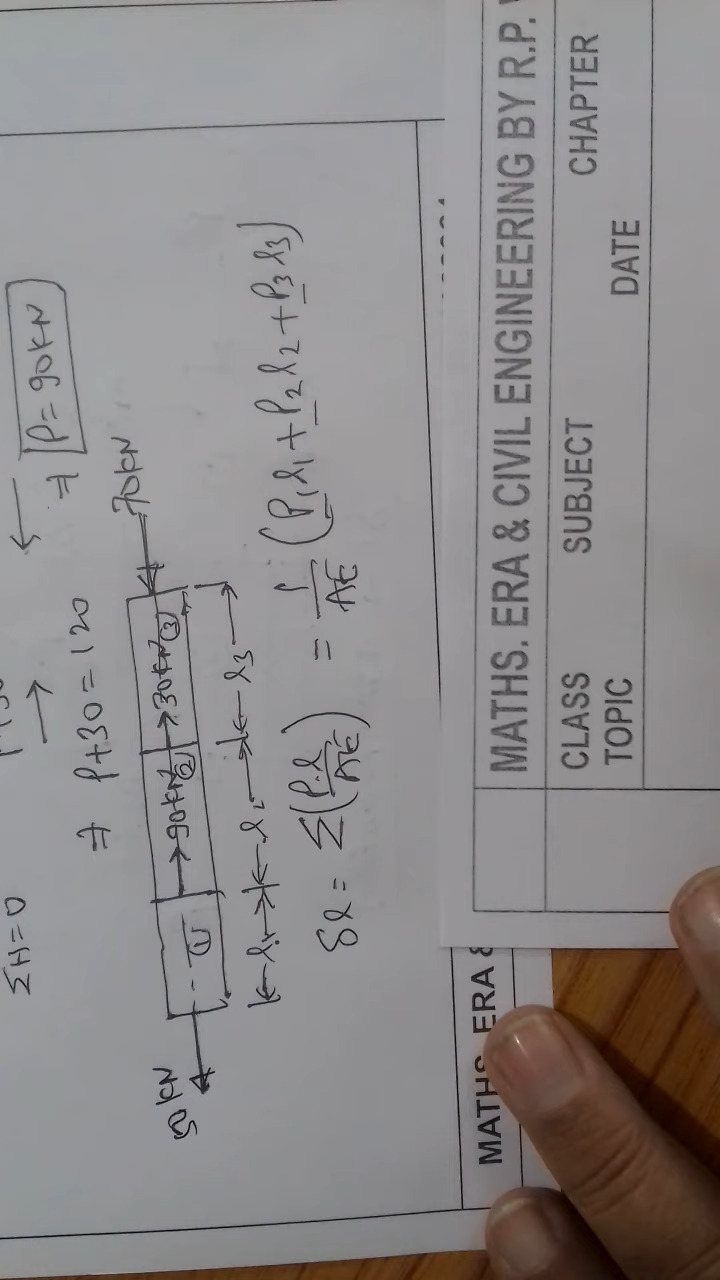 ΣH=0
→ ←
⇒ P+30=120 ⇒ P=90KN
50KN → 90KN → 30KN 70KN
① ② ③
l₁ l₂ l₃
δl = Σ(P.l/AE) = 1/AE (P₁l₁+P₂l₂+P₃l₃)
MATHS. ERA & CIVIL ENGINEERING BY R.P.
CLASS SUBJECT CHAPTER
TOPIC DATE
MATHS ERA &